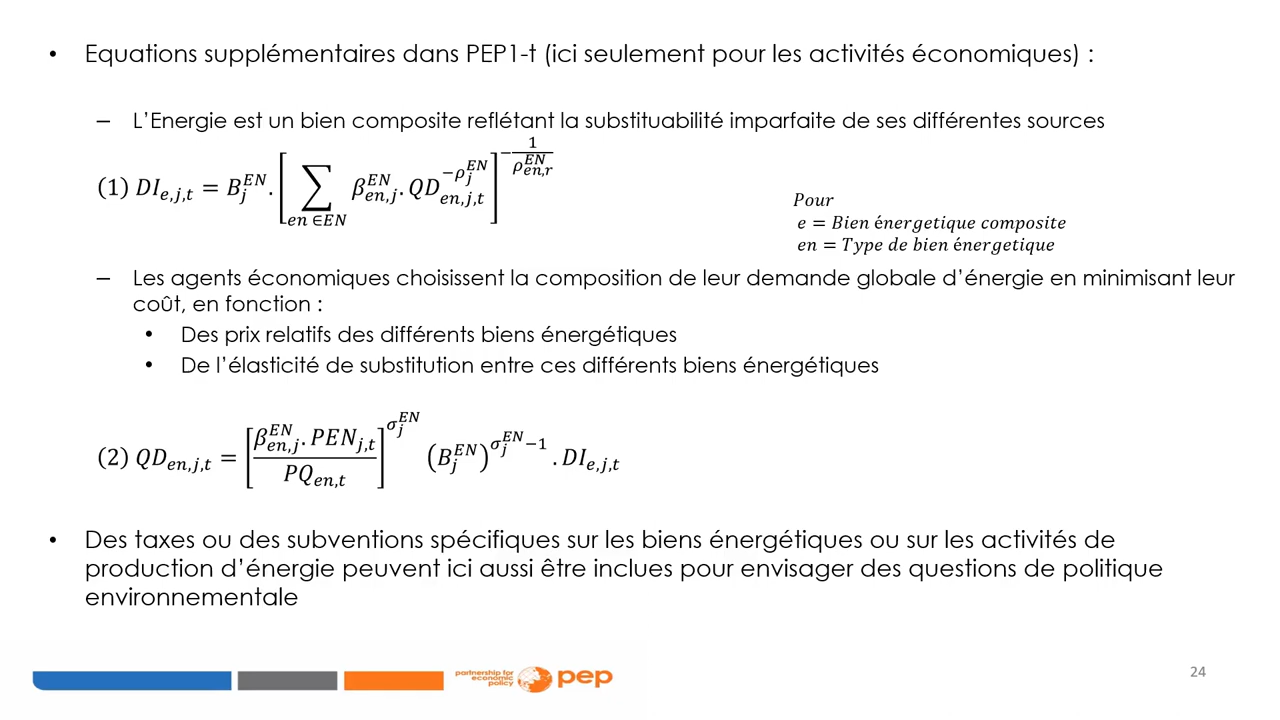 • Equations supplémentaires dans PEP1-t (ici seulement pour les activités économiques) :
– L’Energie est un bien composite reflétant la substituabilité imparfaite de ses différentes sources
(1) DI_{e,j,t} = B_j^{EN}. [∑_{en ∈EN} β_{en,j}^{EN}. QD_{en,j,t}^{−ρ_j^{EN}}]^{−1/ρ_{en,r}^{EN}}
Pour
e = Bien énergetique composite
en = Type de bien énergetique
– Les agents économiques choisissent la composition de leur demande globale d’énergie en minimisant leur
coût, en fonction :
• Des prix relatifs des différents biens énergétiques
• De l’élasticité de substitution entre ces différents biens énergétiques
(2) QD_{en,j,t} = [β_{en,j}^{EN}. PEN_{j,t} / PQ_{en,t}]^{σ_j^{EN}} (B_j^{EN})^{σ_j^{EN}−1} . DI_{e,j,t}
• Des taxes ou des subventions spécifiques sur les biens énergétiques ou sur les activités de
production d’énergie peuvent ici aussi être inclues pour envisager des questions de politique
environnementale
partnership for
economic
policy
pep
24